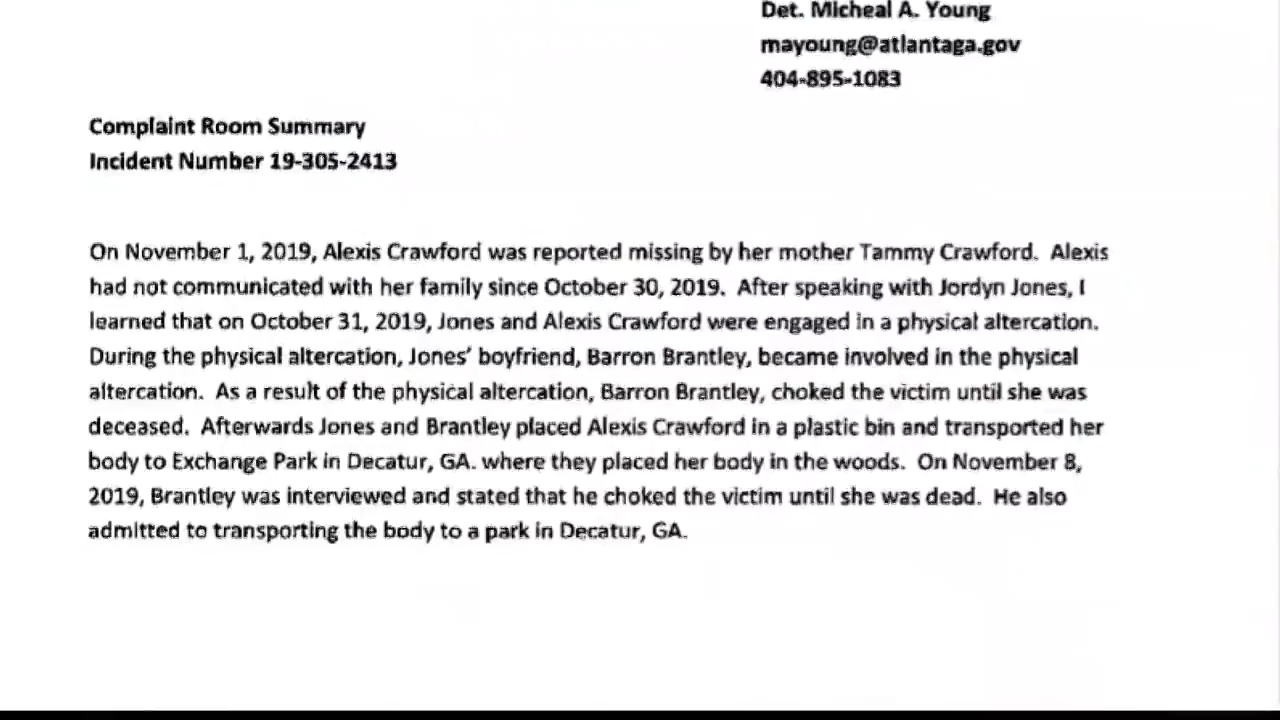 Det. Micheal A. Young
mayoung@atlantaga.gov
404-895-1083
Complaint Room Summary
Incident Number 19-305-2413
On November 1, 2019, Alexis Crawford was reported missing by her mother Tammy Crawford.  Alexis
had not communicated with her family since October 30, 2019.  After speaking with Jordyn Jones, I
learned that on October 31, 2019, Jones and Alexis Crawford were engaged in a physical altercation.
During the physical altercation, Jones' boyfriend, Barron Brantley, became involved in the physical
altercation.  As a result of the physical altercation, Barron Brantley, choked the victim until she was
deceased.  Afterwards Jones and Brantley placed Alexis Crawford in a plastic bin and transported her
body to Exchange Park in Decatur, GA. where they placed her body in the woods.  On November 8,
2019, Brantley was interviewed and stated that he choked the victim until she was dead.  He also
admitted to transporting the body to a park in Decatur, GA.